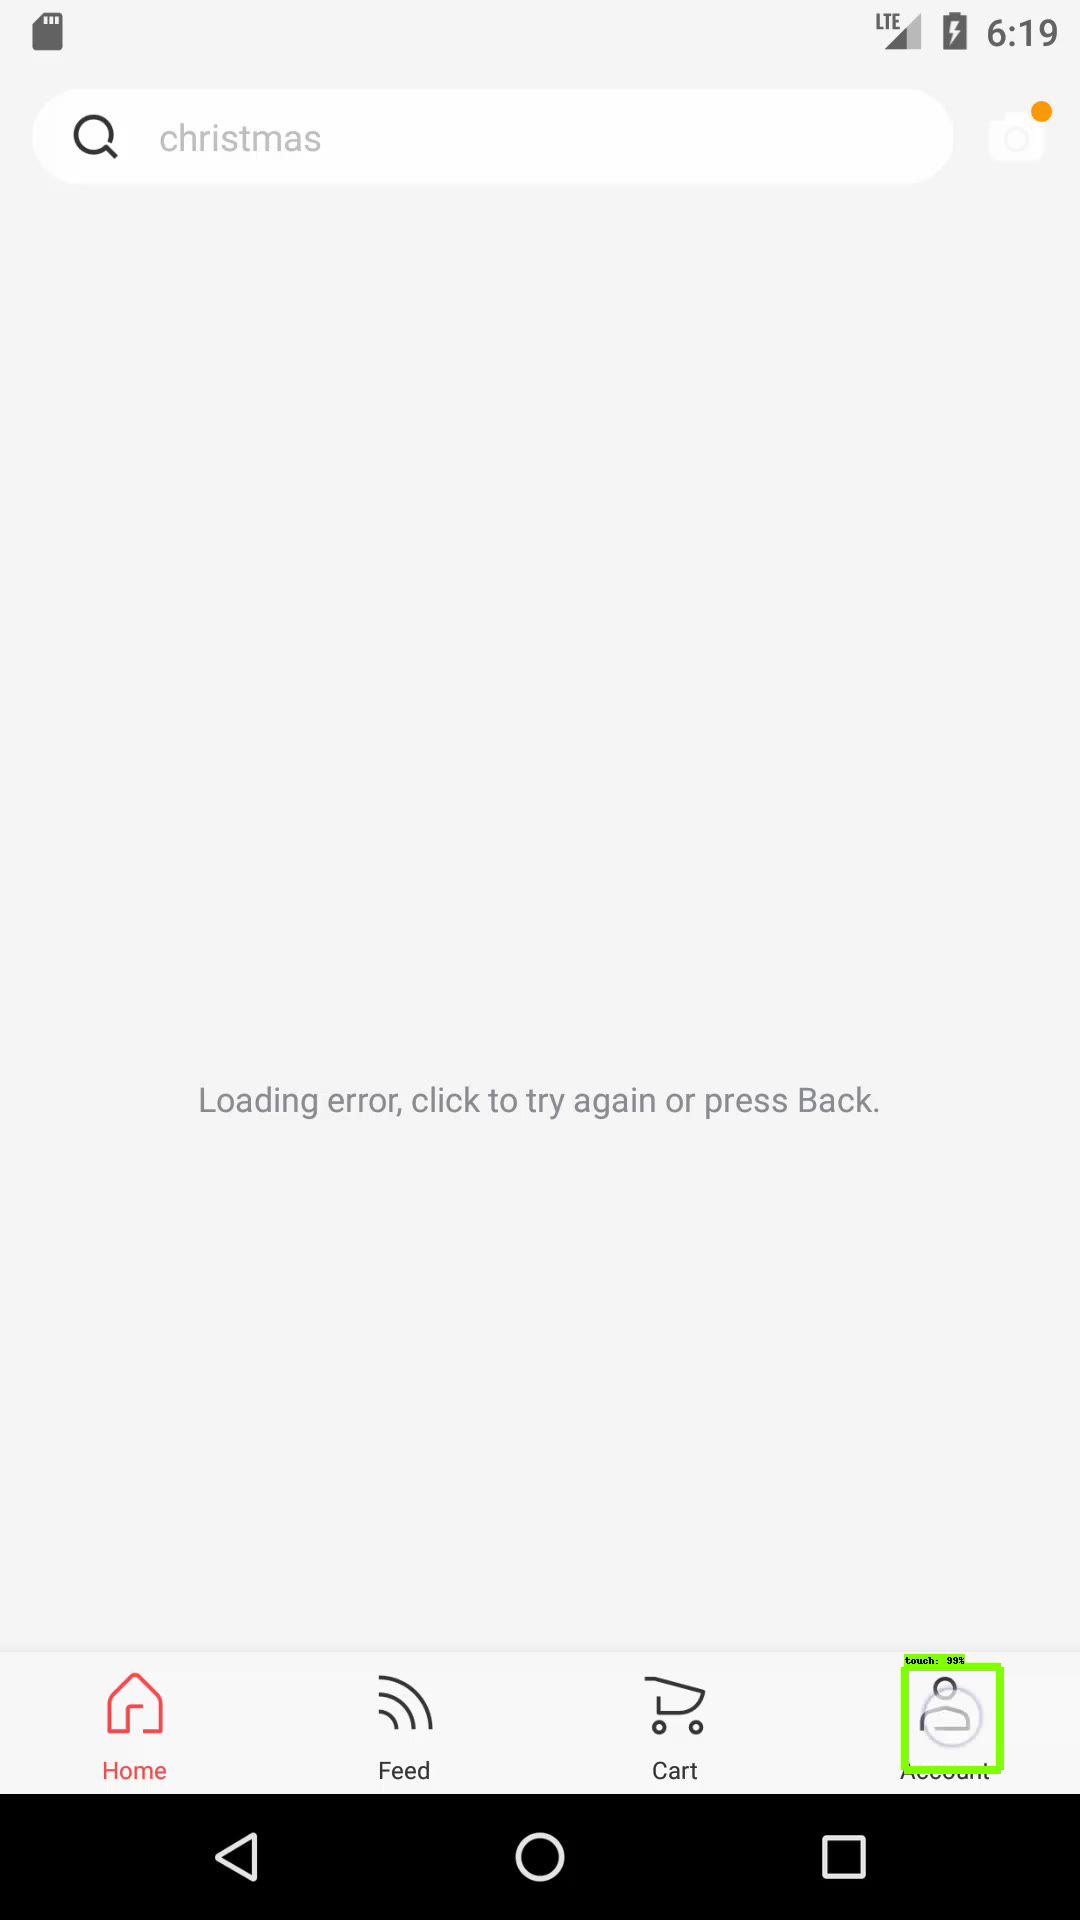 LTE 6:19
christmas
Loading error, click to try again or press Back.
touch: 99%
Home Feed Cart Account